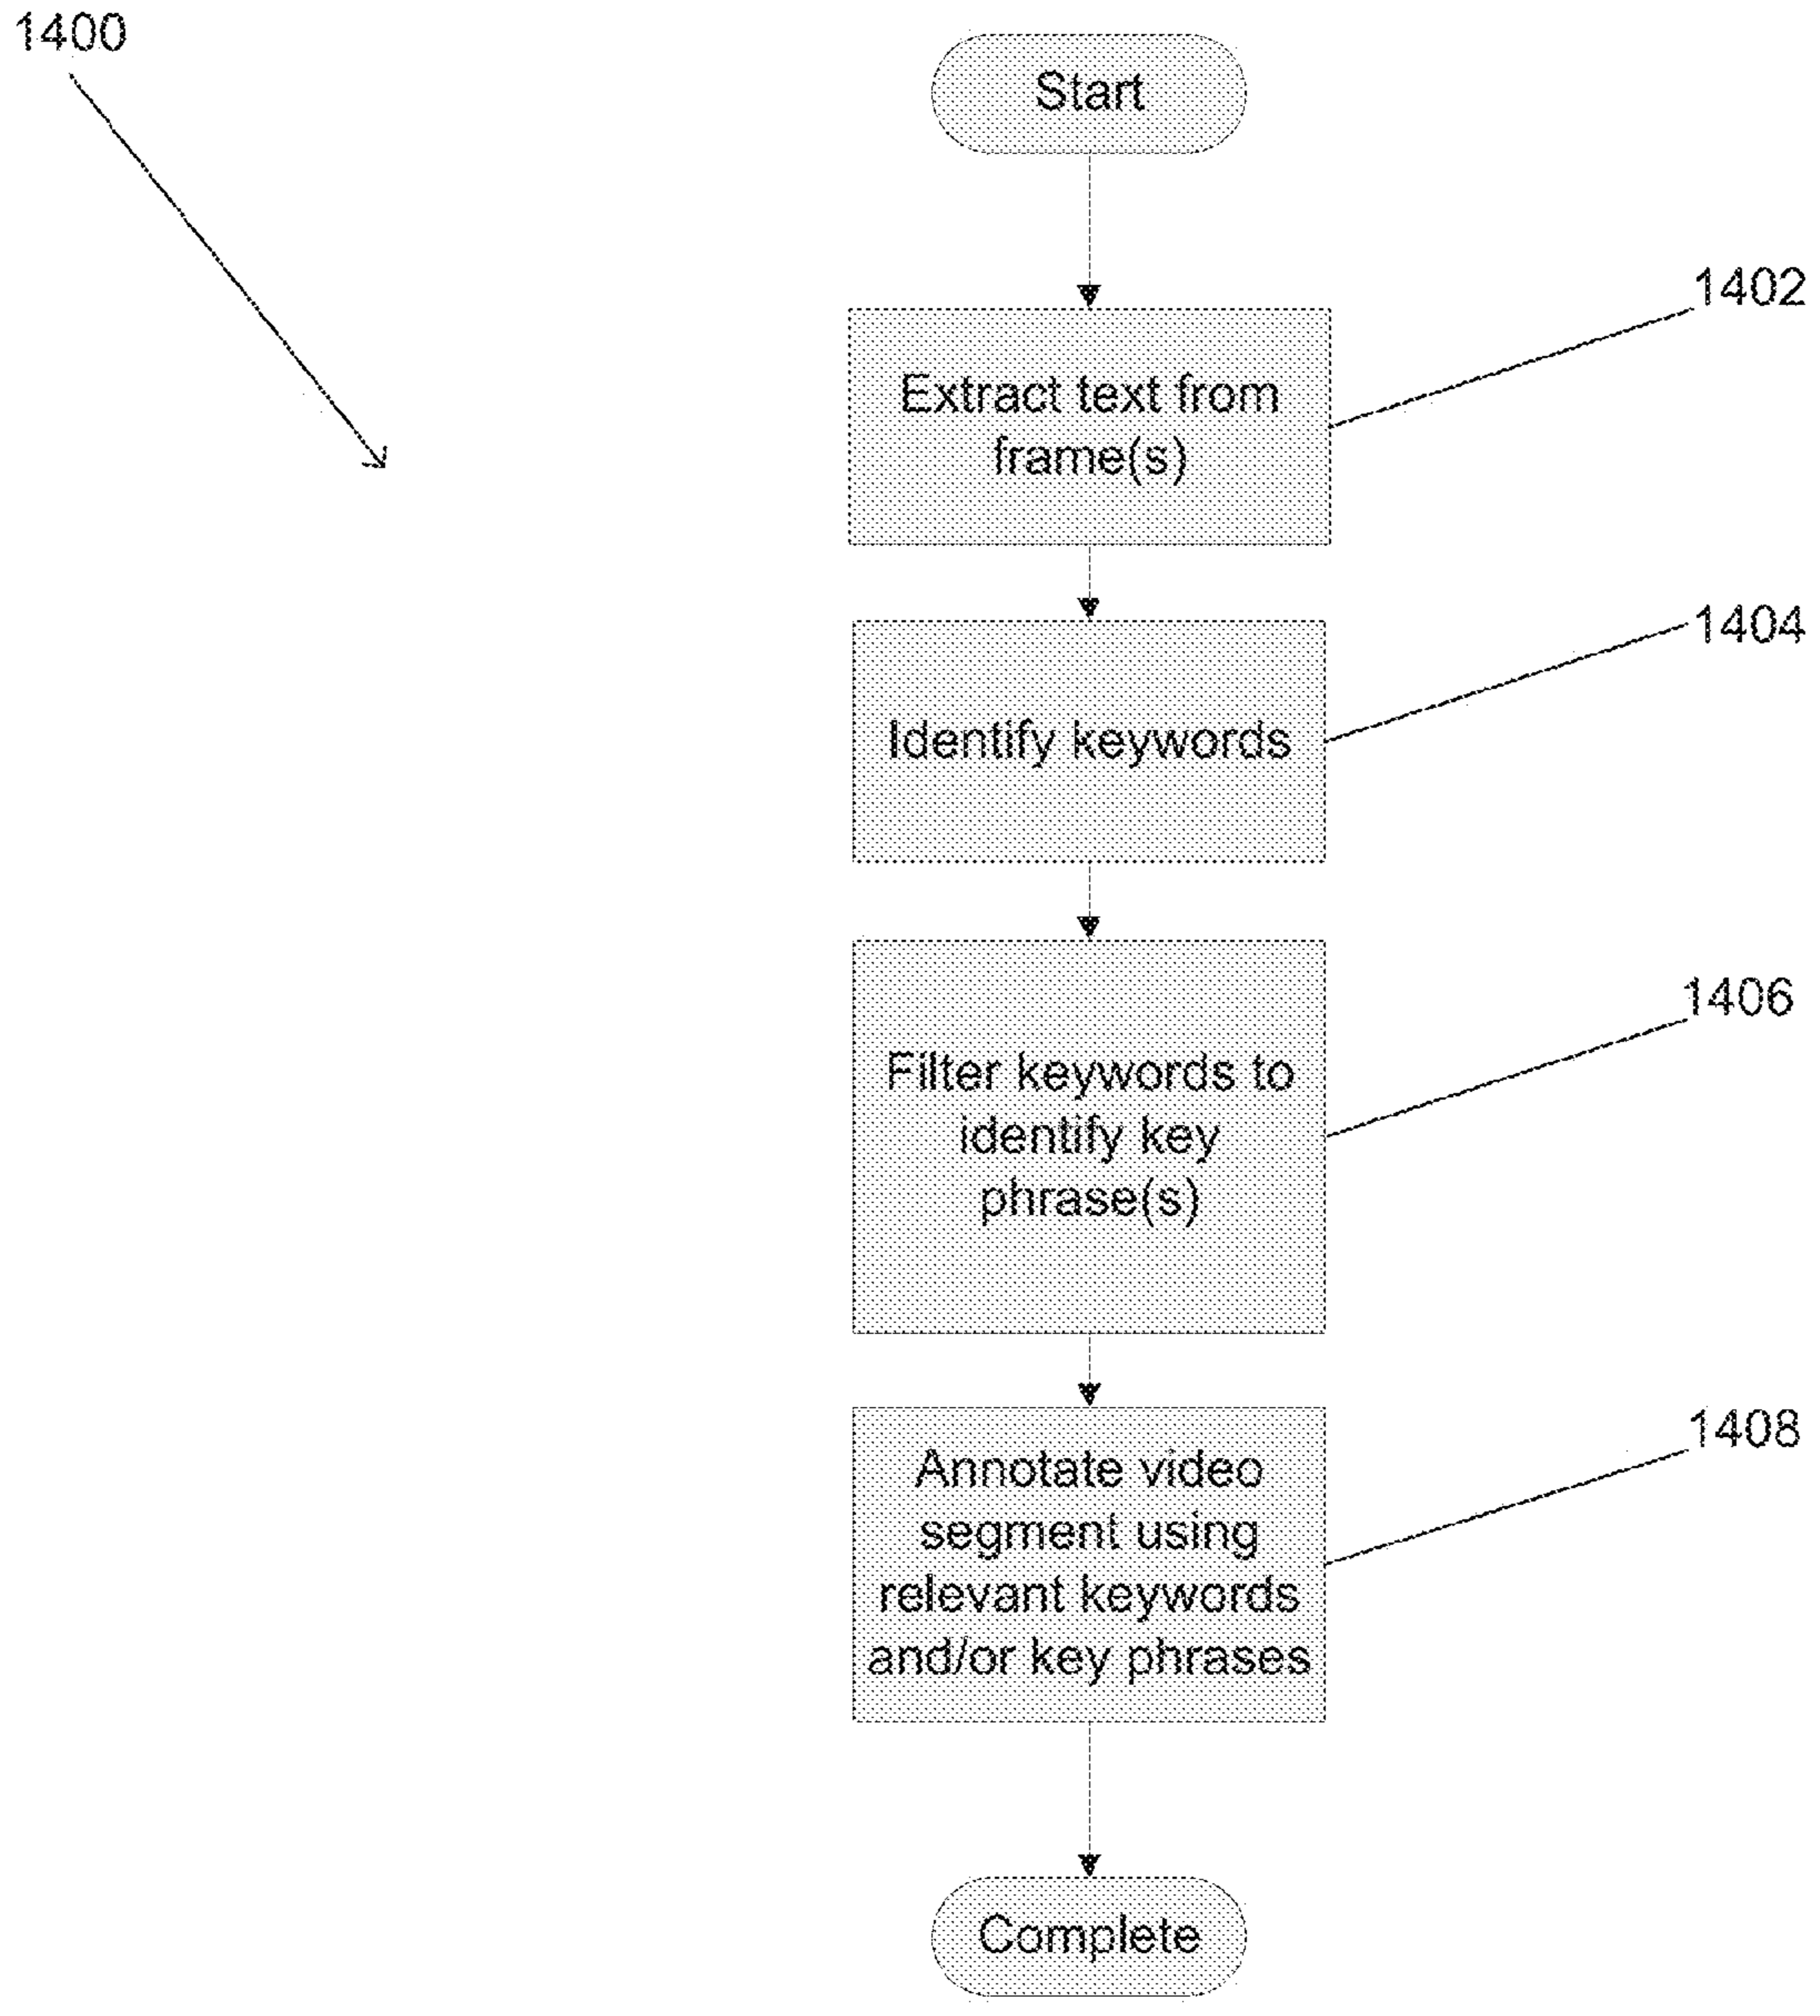 1400
Start
1402
Extract text from
frame(s)
1404
Identify keywords
1406
Filter keywords to
identify key
phrase(s)
1408
Annotate video
segment using
relevant keywords
and/or key phrases
Complete